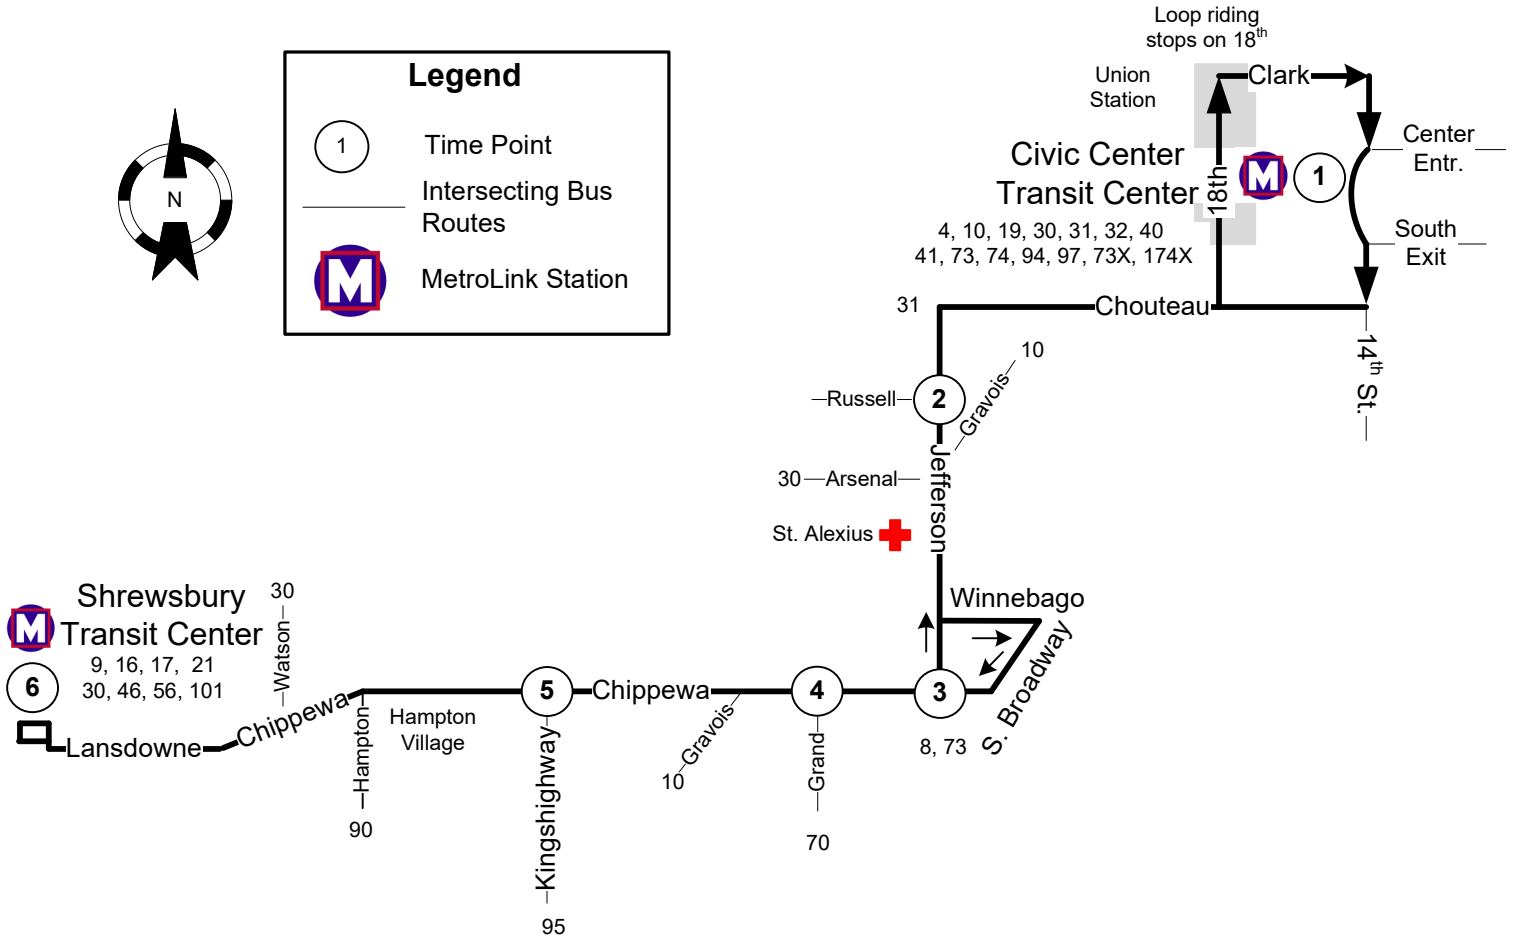 Loop riding
stops on 18th
Legend
1
Time Point
Intersecting Bus
Routes
M
MetroLink Station
N
Union
Station
Clark
Center
Entr.
Civic Center
Transit Center
18th
M
1
4, 10, 19, 30, 31, 32, 40
41, 73, 74, 94, 97, 73X, 174X
South
Exit
31
Chouteau
14th St.
10
Gravois
Russell
2
Jefferson
30
Arsenal
St. Alexius
Winnebago
S. Broadway
Shrewsbury
Transit Center
M
6
9, 16, 17, 21
30, 46, 56, 101
30
Watson
Lansdowne
Chippewa
Hampton
90
Hampton
Village
5
Kingshighway
95
Chippewa
Gravois
10
4
Grand
70
3
8, 73